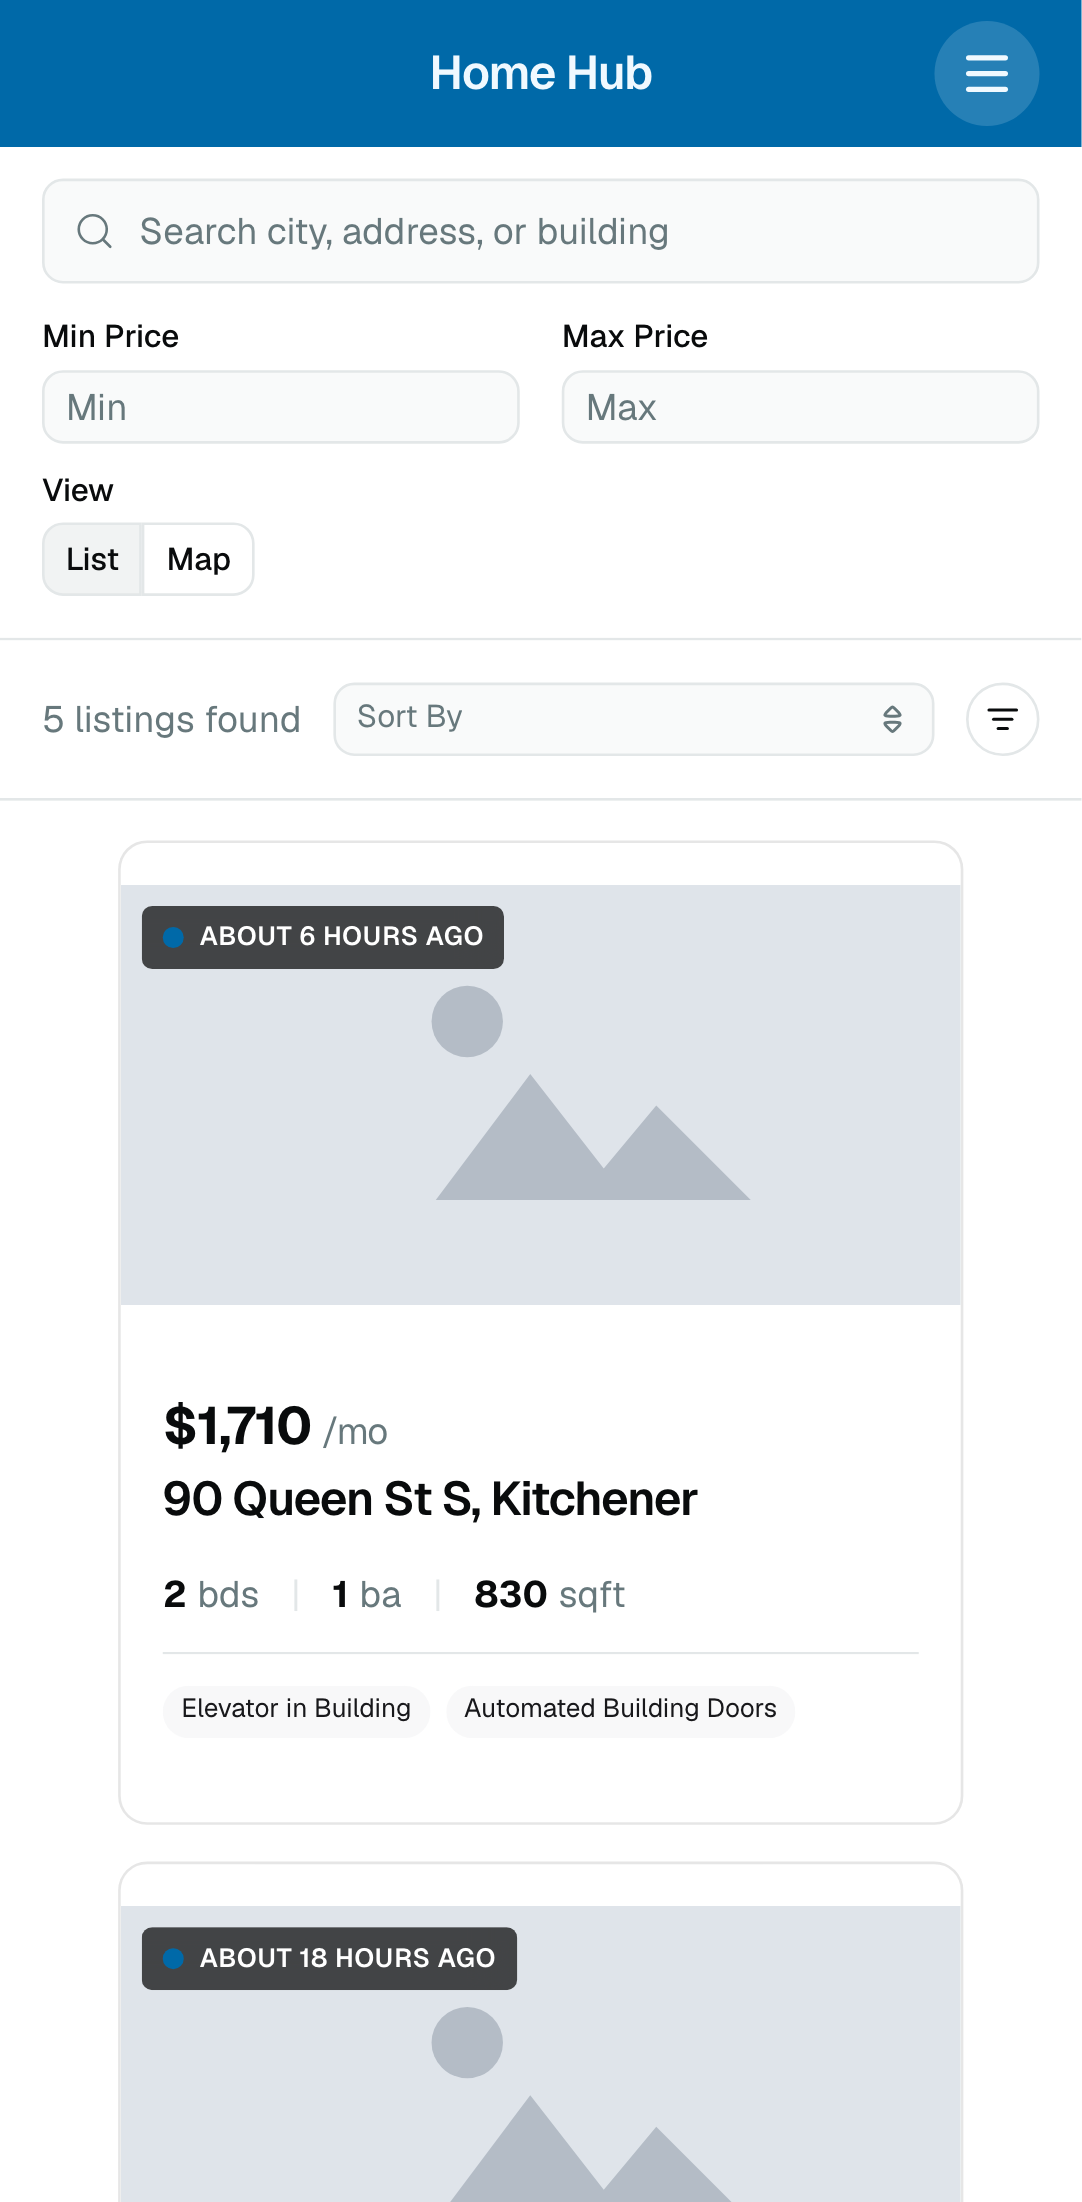 Home Hub
Search city, address, or building
Min Price
Max Price
Min
Max
View
List
Map
5 listings found
Sort By
ABOUT 6 HOURS AGO
$1,710 /mo
90 Queen St S, Kitchener
2 bds | 1 ba | 830 sqft
Elevator in Building
Automated Building Doors
ABOUT 18 HOURS AGO